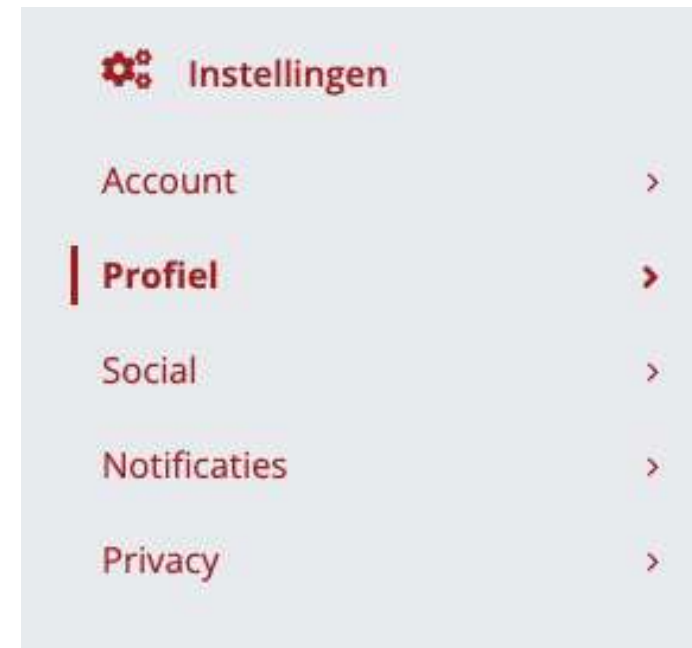 Instellingen
Account
Profiel
Social
Notificaties
Privacy